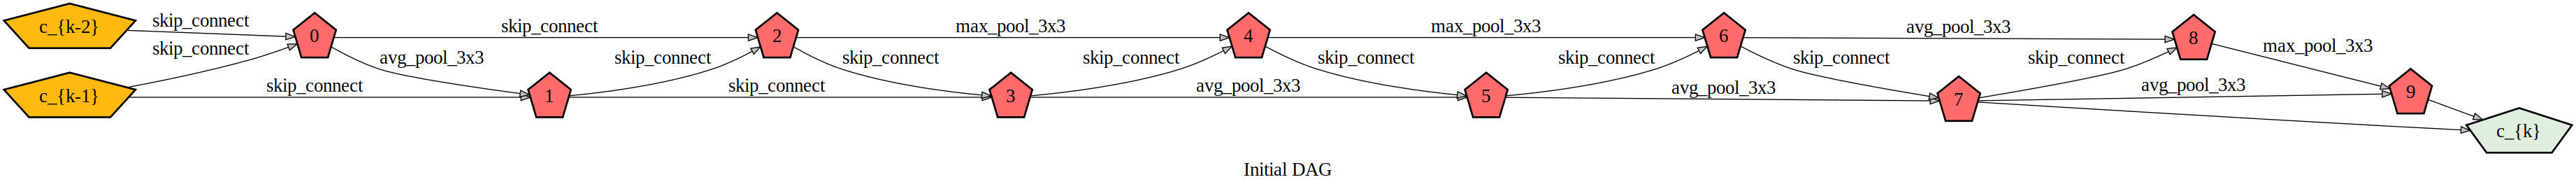 c_{k-2}
skip_connect
0
skip_connect
2
max_pool_3x3
4
max_pool_3x3
6
avg_pool_3x3
8
max_pool_3x3
skip_connect
avg_pool_3x3
skip_connect
skip_connect
skip_connect
skip_connect
skip_connect
skip_connect
skip_connect
c_{k-1}
skip_connect
1
skip_connect
3
avg_pool_3x3
5
avg_pool_3x3
7
avg_pool_3x3
9
c_{k}
Initial DAG